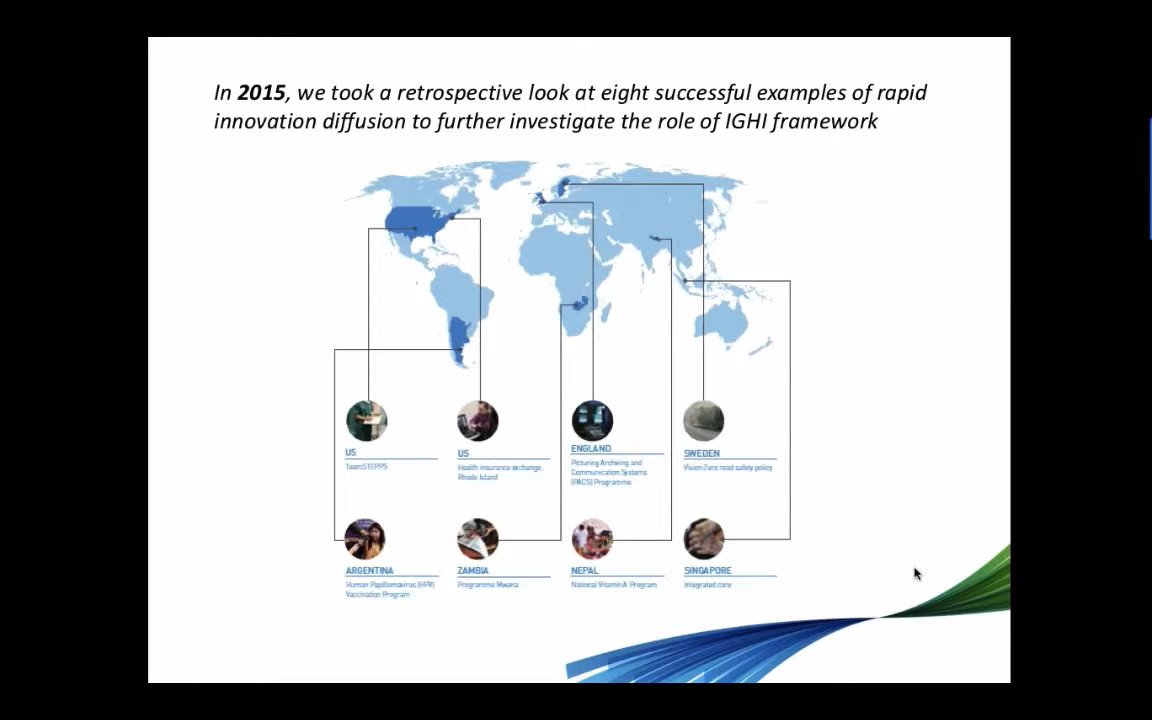 In 2015, we took a retrospective look at eight successful examples of rapid
innovation diffusion to further investigate the role of IGHI framework
US
TeamSTEPPS
US
Health insurance exchange,
Rhode Island
ENGLAND
Picturing Archiving and
Communication Systems
(PACS) Programme
SWEDEN
Vision Zero road safety policy
ARGENTINA
Human Papillomavirus (HPV)
Vaccination Program
ZAMBIA
Programme Mwana
NEPAL
National Vitamin A Program
SINGAPORE
Integrated care